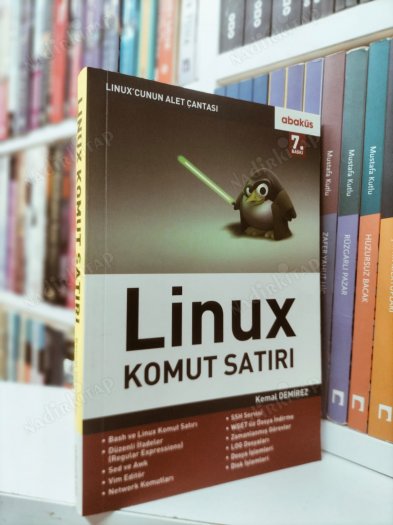 LINUX'CUNUN ALET ÇANTASI
abaküs
7.
BASKI
Linux
KOMUT SATIRI
Kemal DEMİREZ
• Bash ve Linux Komut Satırı
• Düzenli İfadeler
(Regular Expressions)
• Sed ve Awk
• Vim Editör
• Network Komutları
• SSH Servisi
• WGET ile Dosya İndirme
• Zamanlanmış Görevler
• LOG Dosyaları
• Dosya İşlemleri
• Disk İşlemleri
LINUX KOMUT SATIRI
Mustafa Kutlu
Mustafa Kutlu
RÜZGARLI PAZAR
Mustafa Kutlu
HUZURSUZ BACAK
NadirKitap